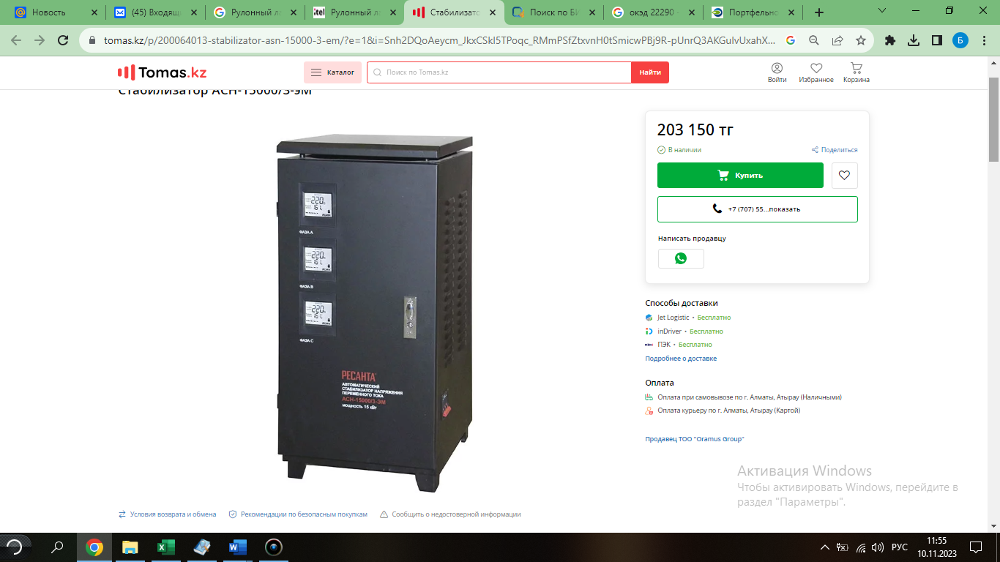 Новость
(45) Входящ
Рулонный ла
Рулонный ла
Стабилизато
Поиск по БИ
окэд 22290 -
Портфельно
tomas.kz/p/200064013-stabilizator-asn-15000-3-em/?e=1&i=Snh2DQoAeycm_JkxCSkI5TPoqc_RMmPSfZtxvnH0tSmicwPBj9R-pUnrQ3AKGulvUxahX...
Б
Tomas.kz
Каталог
Поиск по Tomas.kz
Найти
Войти
Избранное
Корзина
Стабилизатор АСН-15000/3-ЭМ
203 150 тг
В наличии
Поделиться
Купить
+7 (707) 55...показать
Написать продавцу
Способы доставки
Jet Logistic • Бесплатно
inDriver • Бесплатно
ПЭК • Бесплатно
Подробнее о доставке
Оплата
Оплата при самовывозе по г. Алматы, Атырау (Наличными)
Оплата курьеру по г. Алматы, Атырау (Картой)
Продавец ТОО "Oramus Group"
220
161.
ФАЗА А
220
161.
ФАЗА В
220
161.
ФАЗА С
РЕСАНТА
АВТОМАТИЧЕСКИЙ
СТАБИЛИЗАТОР НАПРЯЖЕНИЯ
ПЕРЕМЕННОГО ТОКА
АСН-15000/3-ЭМ
мощность 15 кВт
Активация Windows
Чтобы активировать Windows, перейдите в
раздел "Параметры".
Условия возврата и обмена
Рекомендации по безопасным покупкам
Сообщить о недостоверной информации
РУС
11:55
10.11.2023